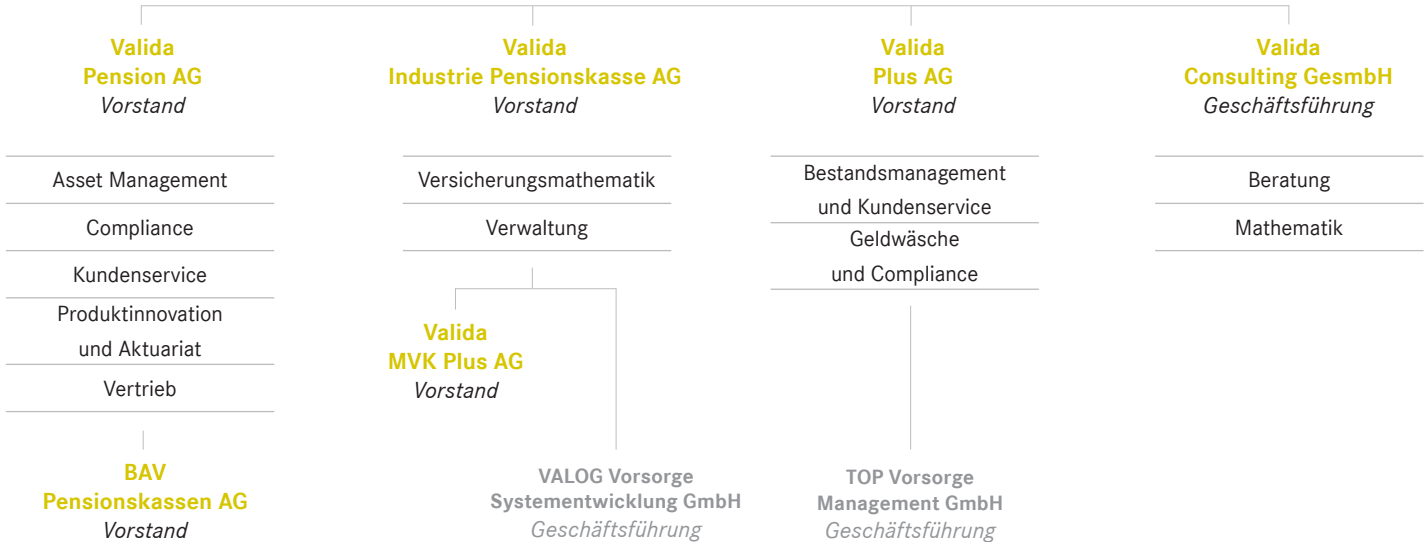 Valida
Pension AG
Vorstand
Asset Management
Compliance
Kundenservice
Produktinnovation
und Aktuariat
Vertrieb
BAV
Pensionskassen AG
Vorstand
Valida
Industrie Pensionskasse AG
Vorstand
Versicherungsmathematik
Verwaltung
Valida
MVK Plus AG
Vorstand
VALOG Vorsorge
Systementwicklung GmbH
Geschäftsführung
Valida
Plus AG
Vorstand
Bestandsmanagement
und Kundenservice
Geldwäsche
und Compliance
TOP Vorsorge
Management GmbH
Geschäftsführung
Valida
Consulting GesmbH
Geschäftsführung
Beratung
Mathematik